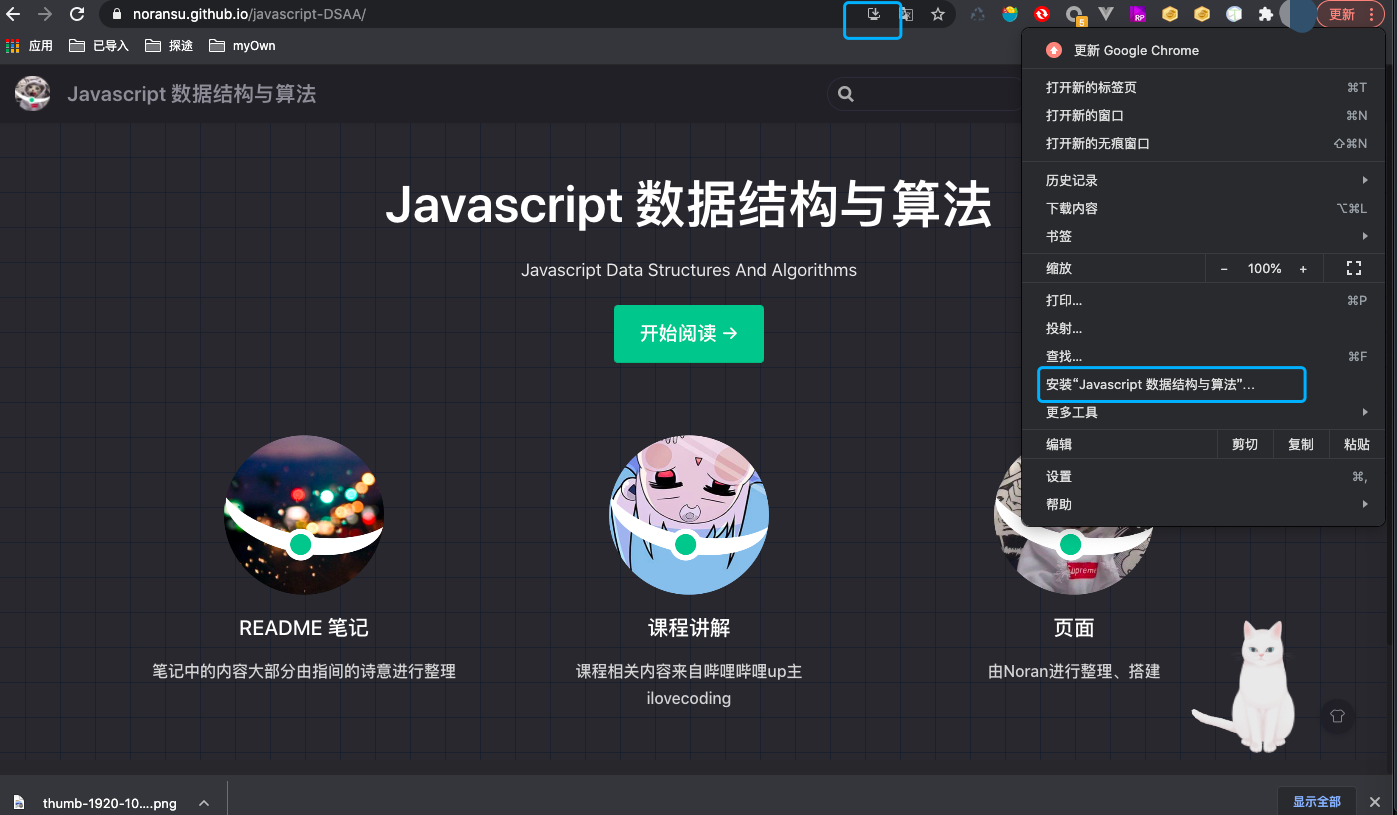 noransu.github.io/javascript-DSAA/
更新
5
RP
应用
已导入
探途
myOwn
Javascript 数据结构与算法
Javascript 数据结构与算法
Javascript Data Structures And Algorithms
开始阅读 →
README 笔记
笔记中的内容大部分由指间的诗意进行整理
课程讲解
课程相关内容来自哔哩哔哩up主
ilovecoding
页面
由Noran进行整理、搭建
Supreme
更新 Google Chrome
打开新的标签页 ⌘T
打开新的窗口 ⌘N
打开新的无痕窗口 ⇧⌘N
历史记录
下载内容 ⌥⌘L
书签
缩放 - 100% +
打印... ⌘P
投射...
查找... ⌘F
安装“Javascript 数据结构与算法”...
更多工具
编辑 剪切 复制 粘贴
设置 ⌘,
帮助
thumb-1920-10....png
显示全部